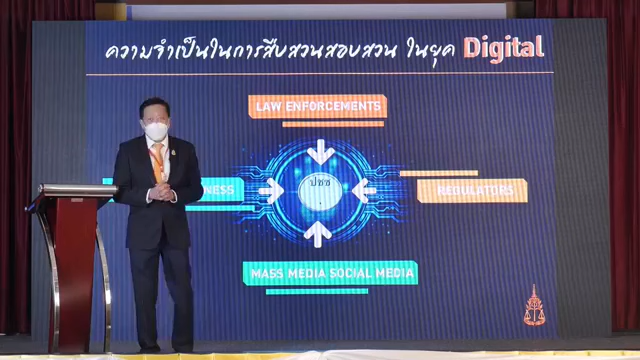 ความจำเป็นในการสืบสวนสอบสวน ในยุค Digital
LAW ENFORCEMENTS
NESS
ปชช
REGULATORS
MASS MEDIA SOCIAL MEDIA